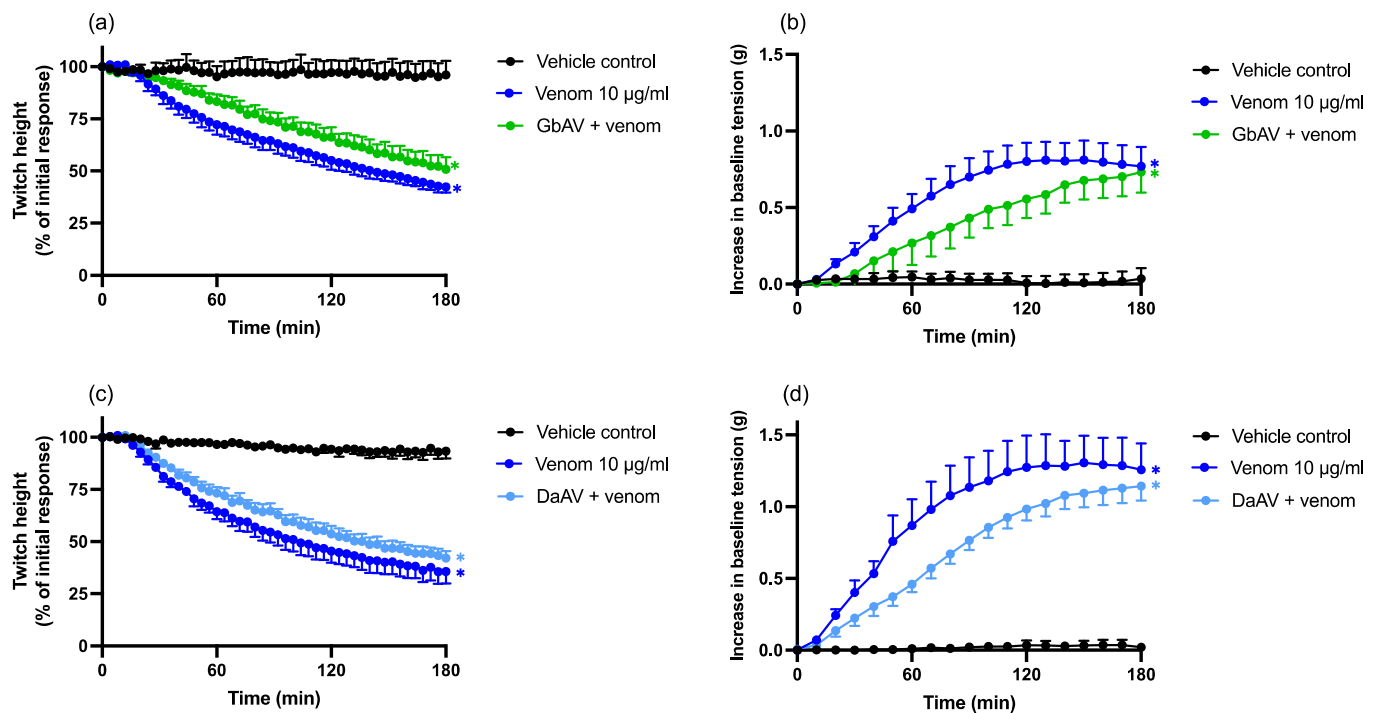 (a)
Twitch height
(% of initial response)
100
75
50
25
0
0
60
120
180
Time (min)
Vehicle control
Venom 10 µg/ml
GbAV + venom
*
*
(b)
Increase in baseline tension (g)
1.5
1.0
0.5
0.0
0
60
120
180
Time (min)
Vehicle control
Venom 10 µg/ml
GbAV + venom
*
*
(c)
Twitch height
(% of initial response)
100
75
50
25
0
0
60
120
180
Time (min)
Vehicle control
Venom 10 µg/ml
DaAV + venom
*
*
(d)
Increase in baseline tension (g)
1.5
1.0
0.5
0.0
0
60
120
180
Time (min)
Vehicle control
Venom 10 µg/ml
DaAV + venom
*
*